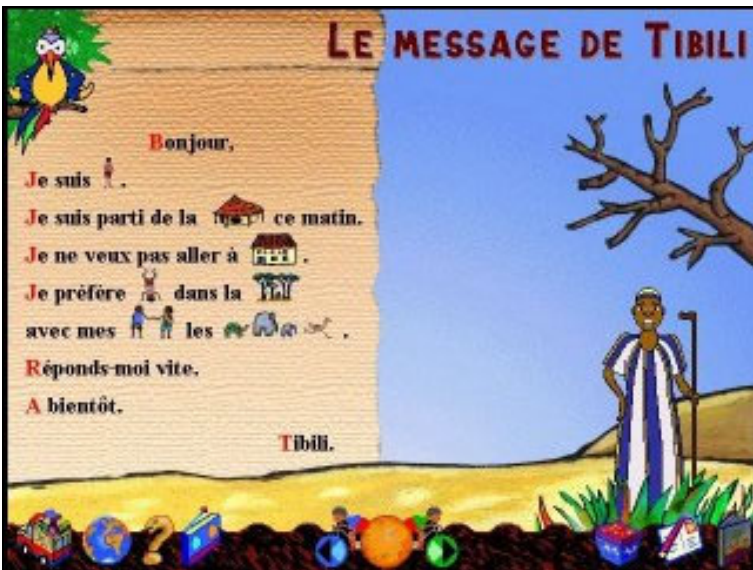 LE MESSAGE DE TIBILI
Bonjour,
Je suis .
Je suis parti de la ce matin.
Je ne veux pas aller à .
Je préfère dans la
avec mes les .
Réponds-moi vite.
A bientôt.
Tibili.